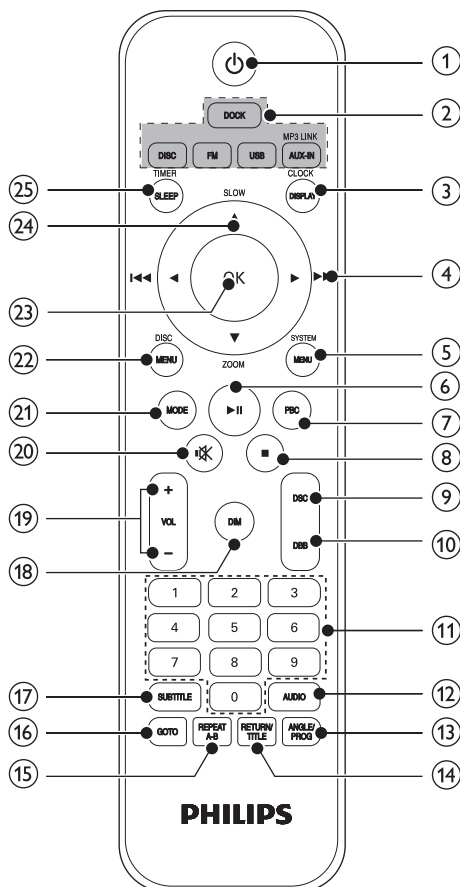 1
2
DOCK
MP3 LINK
DISC FM USB AUX-IN
TIMER CLOCK
25 SLEEP SLOW DISPLAY 3
24
4
23 OK
DISC SYSTEM
22 MENU ZOOM MENU 5
6
21 MODE PBC
7
20
8
+ DSC 9
19 VOL
DIM
– DBB 10
18
1 2 3
4 5 6 11
7 8 9
17 SUBTITLE 0 AUDIO 12
16 GOTO REPEAT A-B RETURN/ TITLE ANGLE/ PROG 13
15 14
PHILIPS